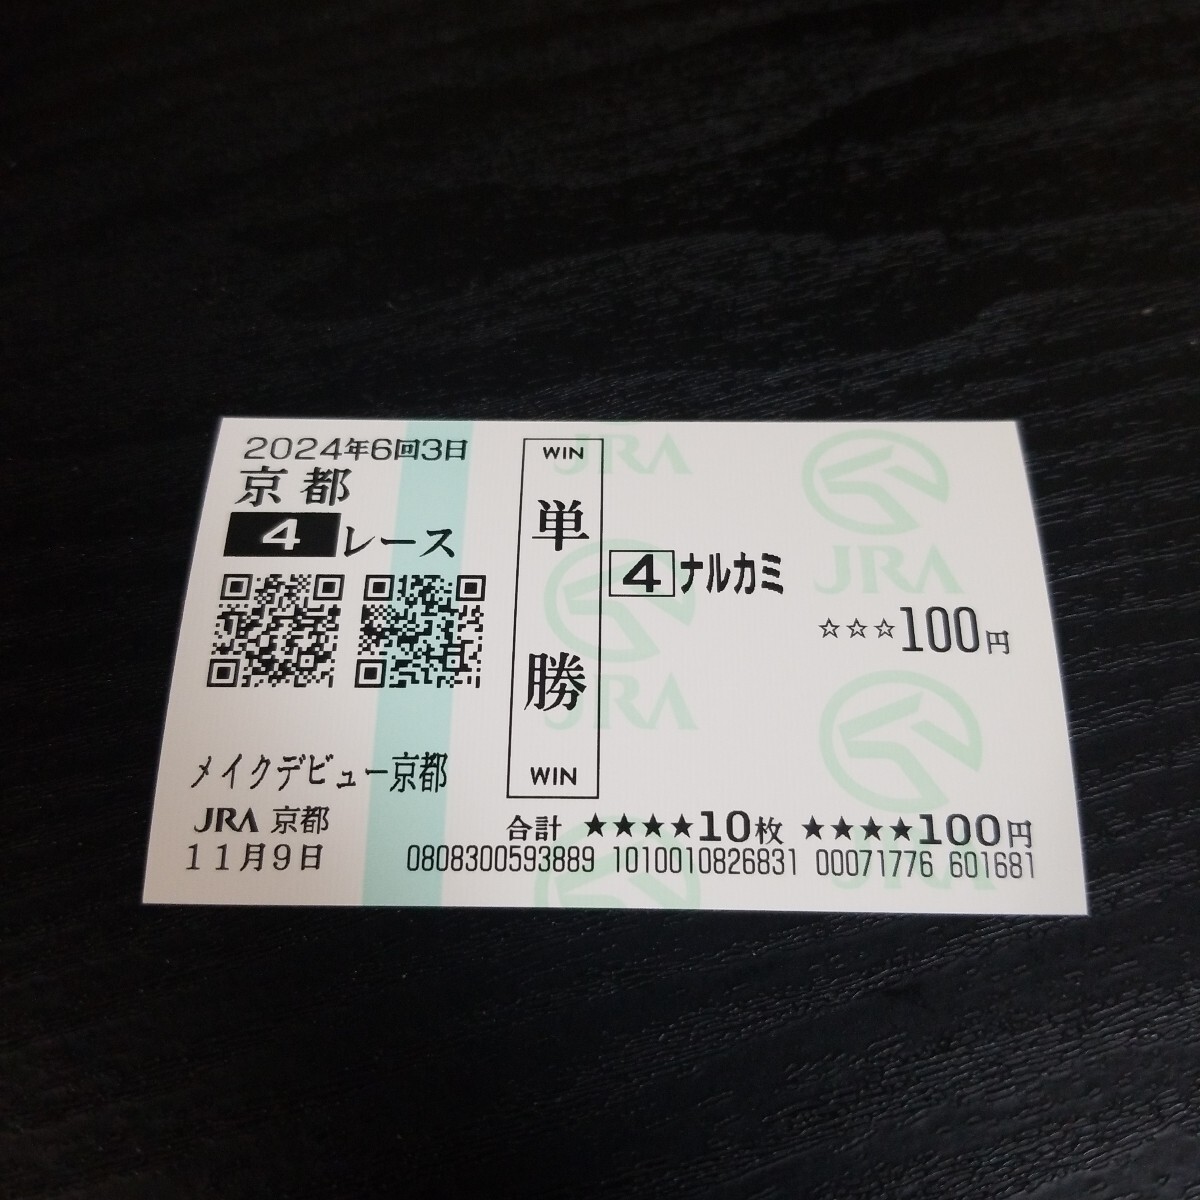 2024年6回3日
京都
4レース
WIN
単勝
WIN
4ナルカミ
☆☆☆100円
メイクデビュー京都
JRA 京都
11月9日
合計 ★★★★10枚 ★★★★100円
0808300593889 1010010826831 00071776 601681
JRA
JRA
JRA